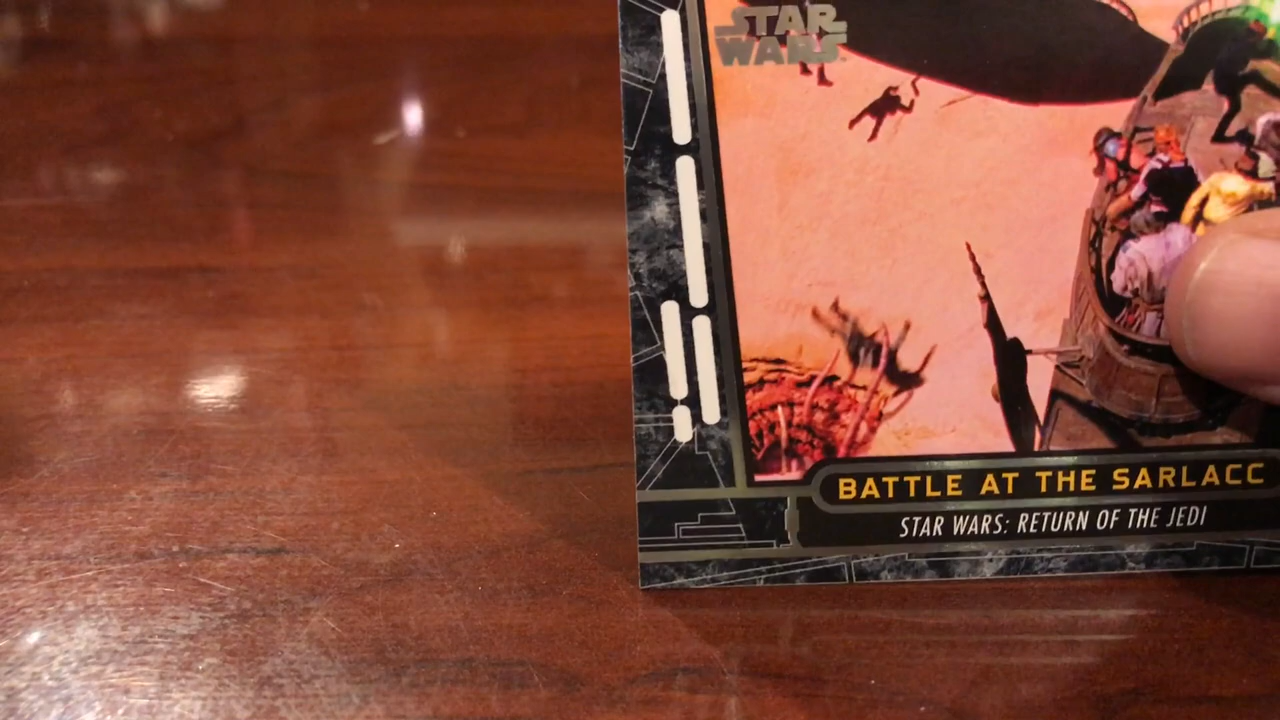 STAR
WARS
BATTLE AT THE SARLACC
STAR WARS: RETURN OF THE JEDI